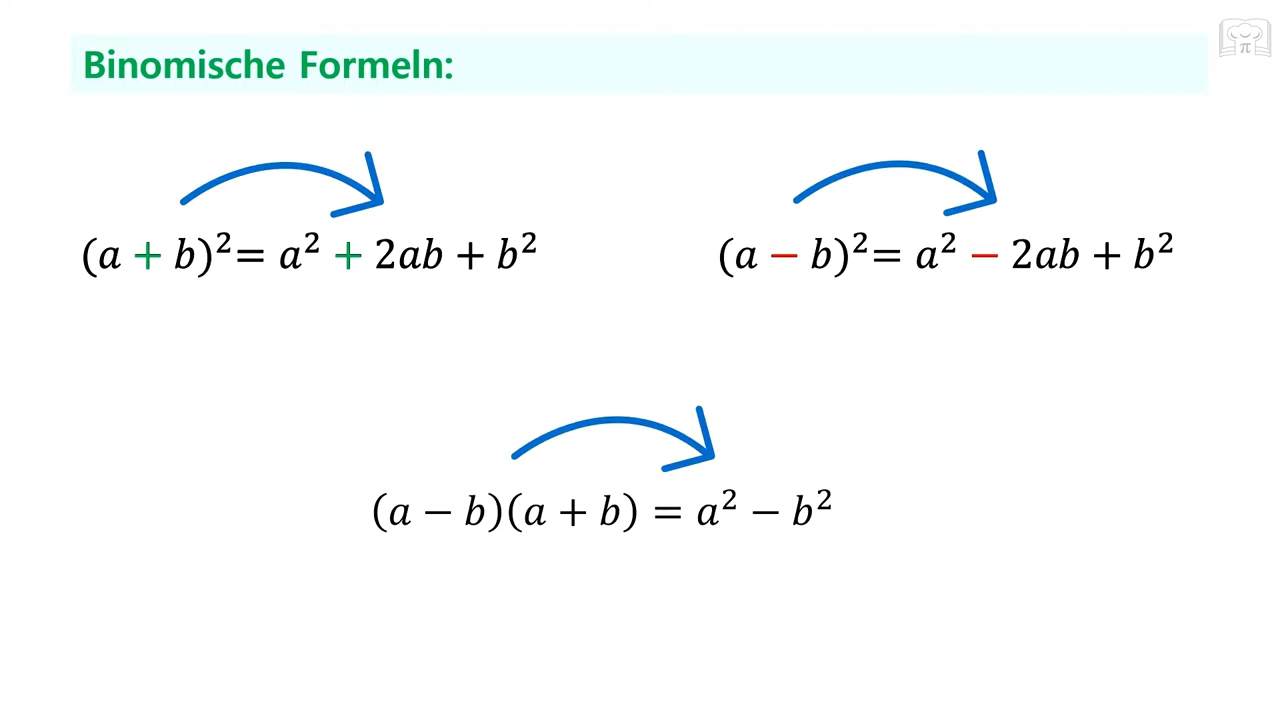 Binomische Formeln:
(a + b)²= a² + 2ab + b²
(a − b)²= a² − 2ab + b²
(a − b)(a + b) = a² − b²
π